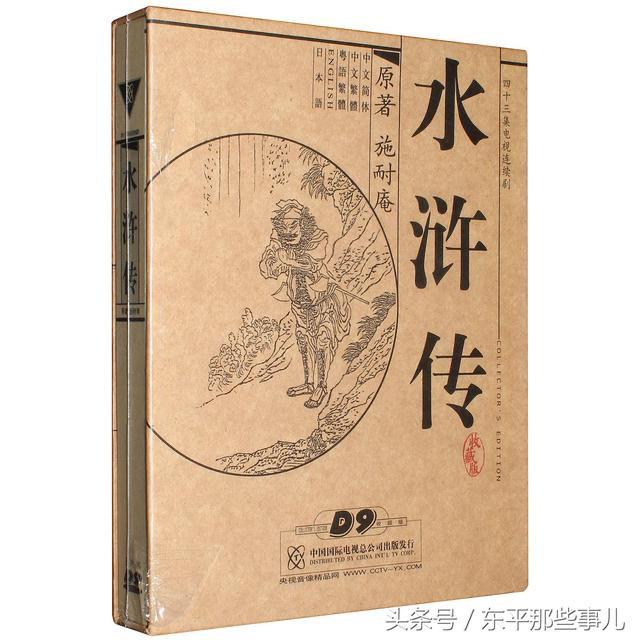 水浒传
四十三集电视连续剧
COLLECTOR'S EDITION
收藏版
原著 施耐庵
中文简体
中文繁體
粤語繁體
ENGLISH
日本語
D9
中国国际电视总公司出版发行
DISTRIBUTED BY CHINA INT'L TV CORP.
央视音像精品网 WWW.CCTV-YX.COM
水浒传
头条号／东平那些事儿